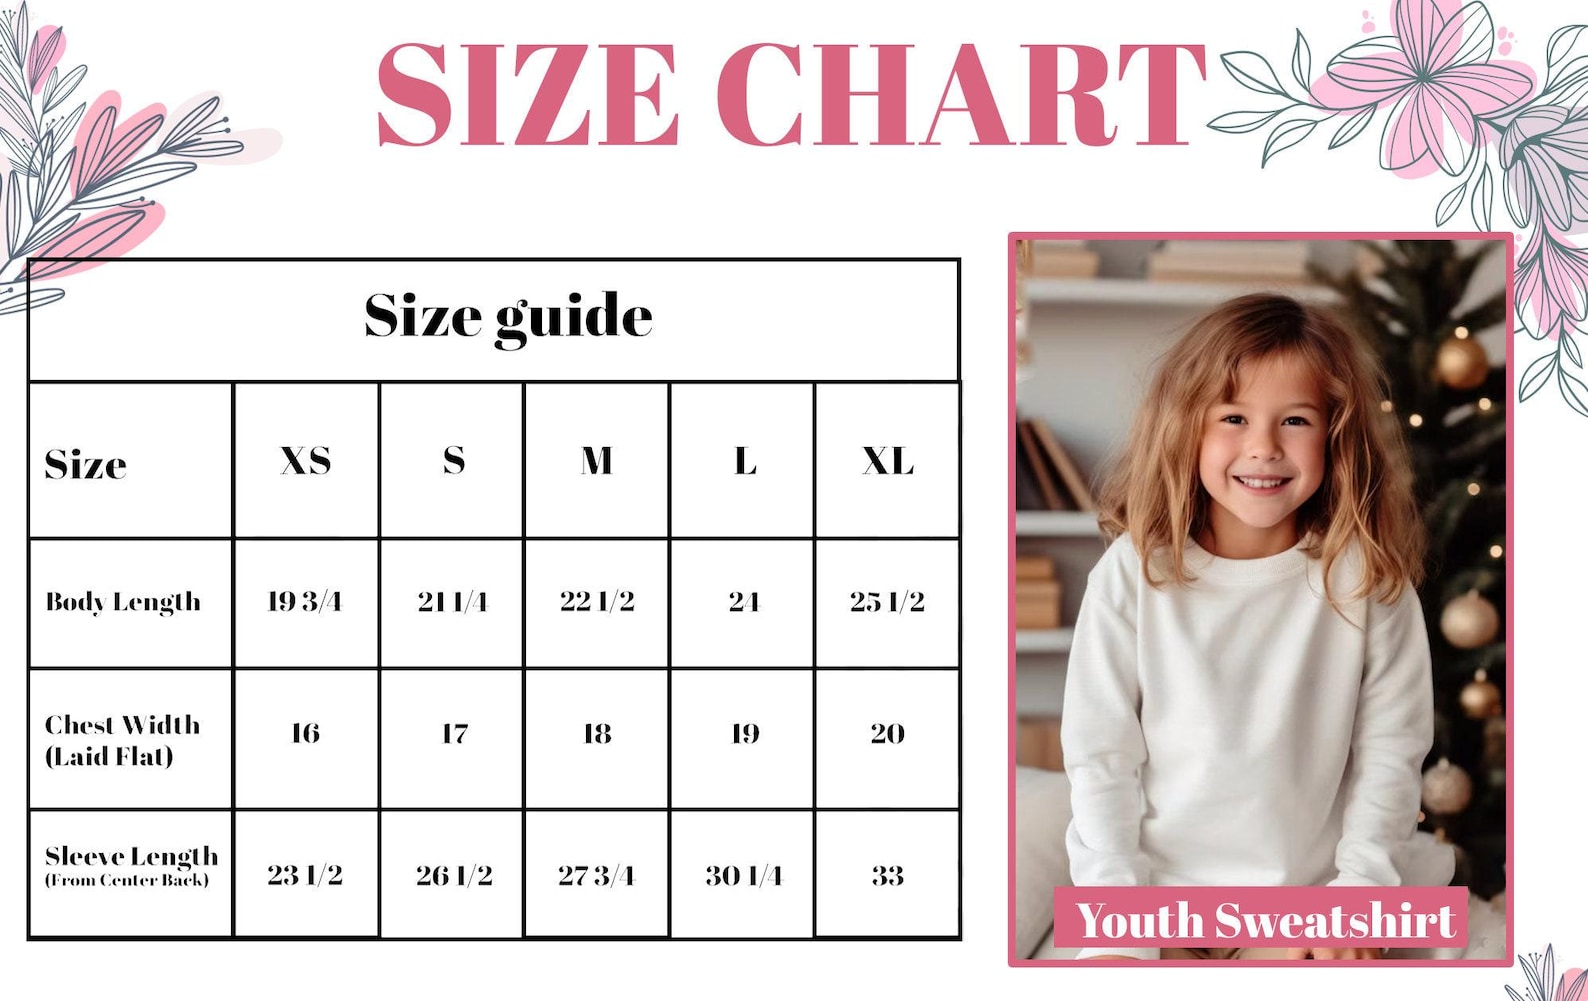 SIZE CHART
Size guide
Size XS S M L XL
Body Length 19 3/4 21 1/4 22 1/2 24 25 1/2
Chest Width
(Laid Flat) 16 17 18 19 20
Sleeve Length
(From Center Back) 23 1/2 26 1/2 27 3/4 30 1/4 33
Youth Sweatshirt